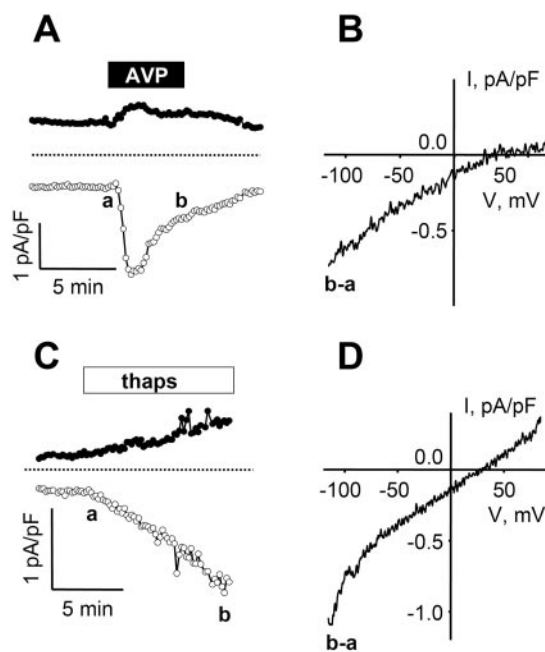 A
AVP
a
b
1 pA/pF
5 min
B
I, pA/pF
0.0
-100
-50
50
V, mV
-0.5
b-a
C
thaps
a
b
1 pA/pF
5 min
D
I, pA/pF
0.0
-100
-50
50
V, mV
-0.5
-1.0
b-a